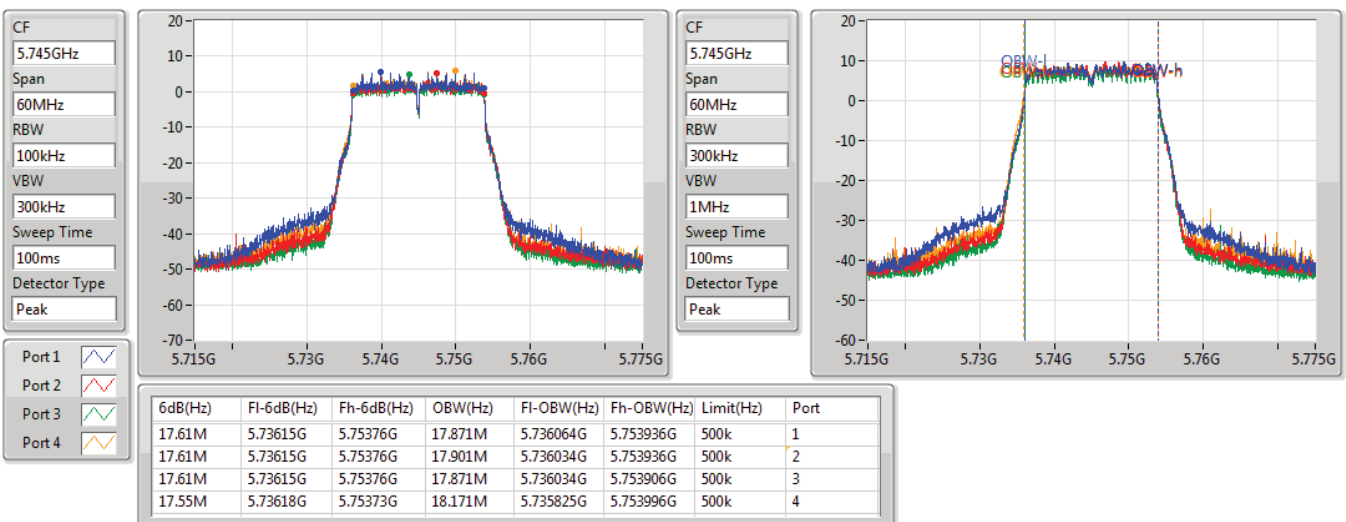 CF
5.745GHz
Span
60MHz
RBW
100kHz
VBW
300kHz
Sweep Time
100ms
Detector Type
Peak
20
10
0
-10
-20
-30
-40
-50
-60
-70
5.715G 5.73G 5.74G 5.75G 5.76G 5.775G
CF
5.745GHz
Span
60MHz
RBW
300kHz
VBW
1MHz
Sweep Time
100ms
Detector Type
Peak
20
10
0
-10
-20
-30
-40
-50
-60
OBW-l
OBW-h
5.715G 5.73G 5.74G 5.75G 5.76G 5.775G
Port 1
Port 2
Port 3
Port 4
6dB(Hz) Fl-6dB(Hz) Fh-6dB(Hz) OBW(Hz) Fl-OBW(Hz) Fh-OBW(Hz) Limit(Hz) Port
17.61M 5.73615G 5.75376G 17.871M 5.736064G 5.753936G 500k 1
17.61M 5.73615G 5.75376G 17.901M 5.736034G 5.753936G 500k 2
17.61M 5.73615G 5.75376G 17.871M 5.736034G 5.753906G 500k 3
17.55M 5.73618G 5.75373G 18.171M 5.735825G 5.753996G 500k 4